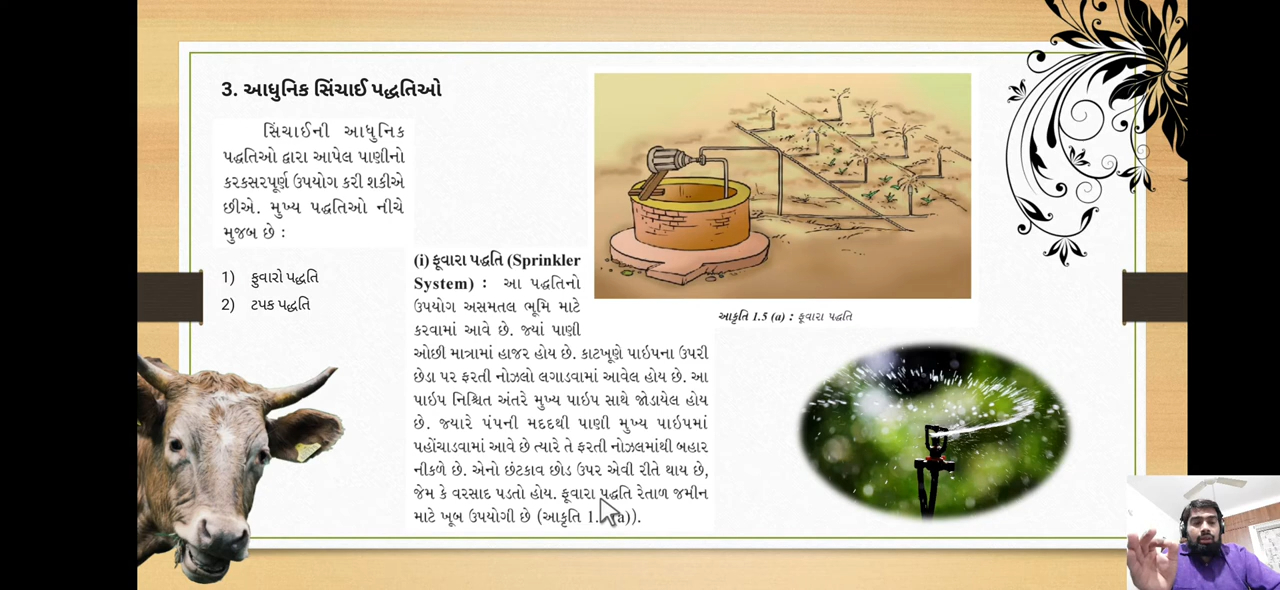 3. આધુનિક સિંચાઈ પદ્ધતિઓ
સિંચાઈની આધુનિક
પદ્ધતિઓ દ્વારા આપેલ પાણીનો
કરકસરપૂર્ણ ઉપયોગ કરી શકીએ
છીએ. મુખ્ય પદ્ધતિઓ નીચે
મુજબ છે :
1) ફુવારો પદ્ધતિ
2) ટપક પદ્ધતિ
(i) ફૂવારા પદ્ધતિ (Sprinkler
System) : આ પદ્ધતિનો
ઉપયોગ અસમતલ ભૂમિ માટે
કરવામાં આવે છે. જ્યાં પાણી
ઓછી માત્રામાં હાજર હોય છે. કાટખૂણે પાઇપના ઉપરી
છેડા પર ફરતી નોઝલો લગાડવામાં આવેલ હોય છે. આ
પાઇપ નિશ્ચિત અંતરે મુખ્ય પાઇપ સાથે જોડાયેલ હોય
છે. જ્યારે પંપની મદદથી પાણી મુખ્ય પાઇપમાં
પહોંચાડવામાં આવે છે ત્યારે તે ફરતી નોઝલમાંથી બહાર
નીકળે છે. એનો છંટકાવ છોડ ઉપર એવી રીતે થાય છે,
જેમ કે વરસાદ પડતો હોય. ફૂવારા પદ્ધતિ રેતાળ જમીન
માટે ખૂબ ઉપયોગી છે (આકૃતિ 1. (a)).
આકૃતિ 1.5 (a) : ફૂવારા પદ્ધતિ